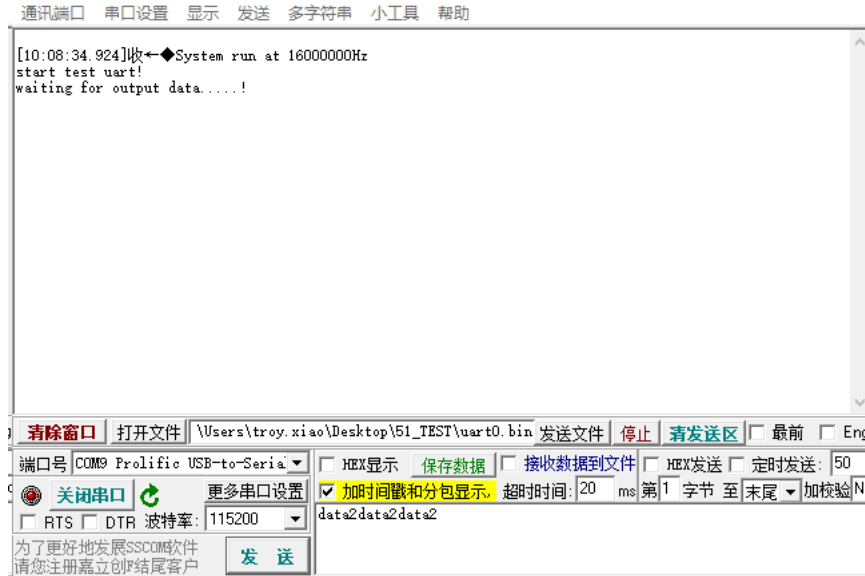 通讯端口 串口设置 显示 发送 多字符串 小工具 帮助
[10:08:34.924]收←◆System run at 16000000Hz
start test uart!
waiting for output data.....!
清除窗口 打开文件 \Users\troy.xiao\Desktop\51_TEST\uart0.bin 发送文件 停止 清发送区 最前 Eng
端口号 COM9 Prolific USB-to-Seria HEX显示 保存数据 接收数据到文件 HEX发送 定时发送: 50
关闭串口 更多串口设置 加时间戳和分包显示, 超时时间: 20 ms 第1 字节 至 末尾 加校验 N
RTS DTR 波特率: 115200
data2data2data2
为了更好地发展SSCOM软件
请您注册嘉立创F结尾客户
发 送